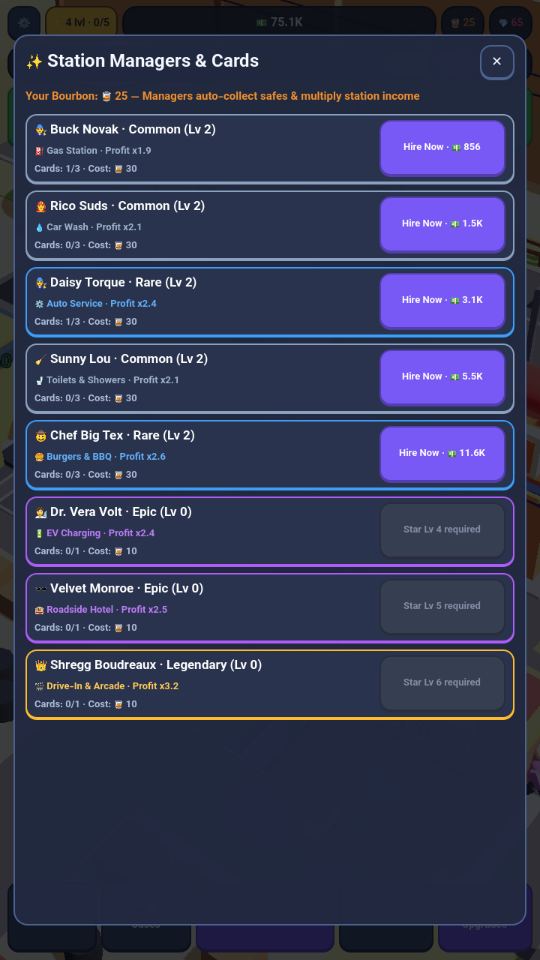 4 lvl · 0/5
75.1K
25
65
Station Managers & Cards
×
Your Bourbon: 25 — Managers auto-collect safes & multiply station income
Buck Novak · Common (Lv 2)
Gas Station · Profit x1.9
Cards: 1/3 · Cost: 30
Hire Now · 856
Rico Suds · Common (Lv 2)
Car Wash · Profit x2.1
Cards: 0/3 · Cost: 30
Hire Now · 1.5K
Daisy Torque · Rare (Lv 2)
Auto Service · Profit x2.4
Cards: 1/3 · Cost: 30
Hire Now · 3.1K
Sunny Lou · Common (Lv 2)
Toilets & Showers · Profit x2.1
Cards: 0/3 · Cost: 30
Hire Now · 5.5K
Chef Big Tex · Rare (Lv 2)
Burgers & BBQ · Profit x2.6
Cards: 0/3 · Cost: 30
Hire Now · 11.6K
Dr. Vera Volt · Epic (Lv 0)
EV Charging · Profit x2.4
Cards: 0/1 · Cost: 10
Star Lv 4 required
Velvet Monroe · Epic (Lv 0)
Roadside Hotel · Profit x2.5
Cards: 0/1 · Cost: 10
Star Lv 5 required
Shregg Boudreaux · Legendary (Lv 0)
Drive-In & Arcade · Profit x3.2
Cards: 0/1 · Cost: 10
Star Lv 6 required
Upgrades